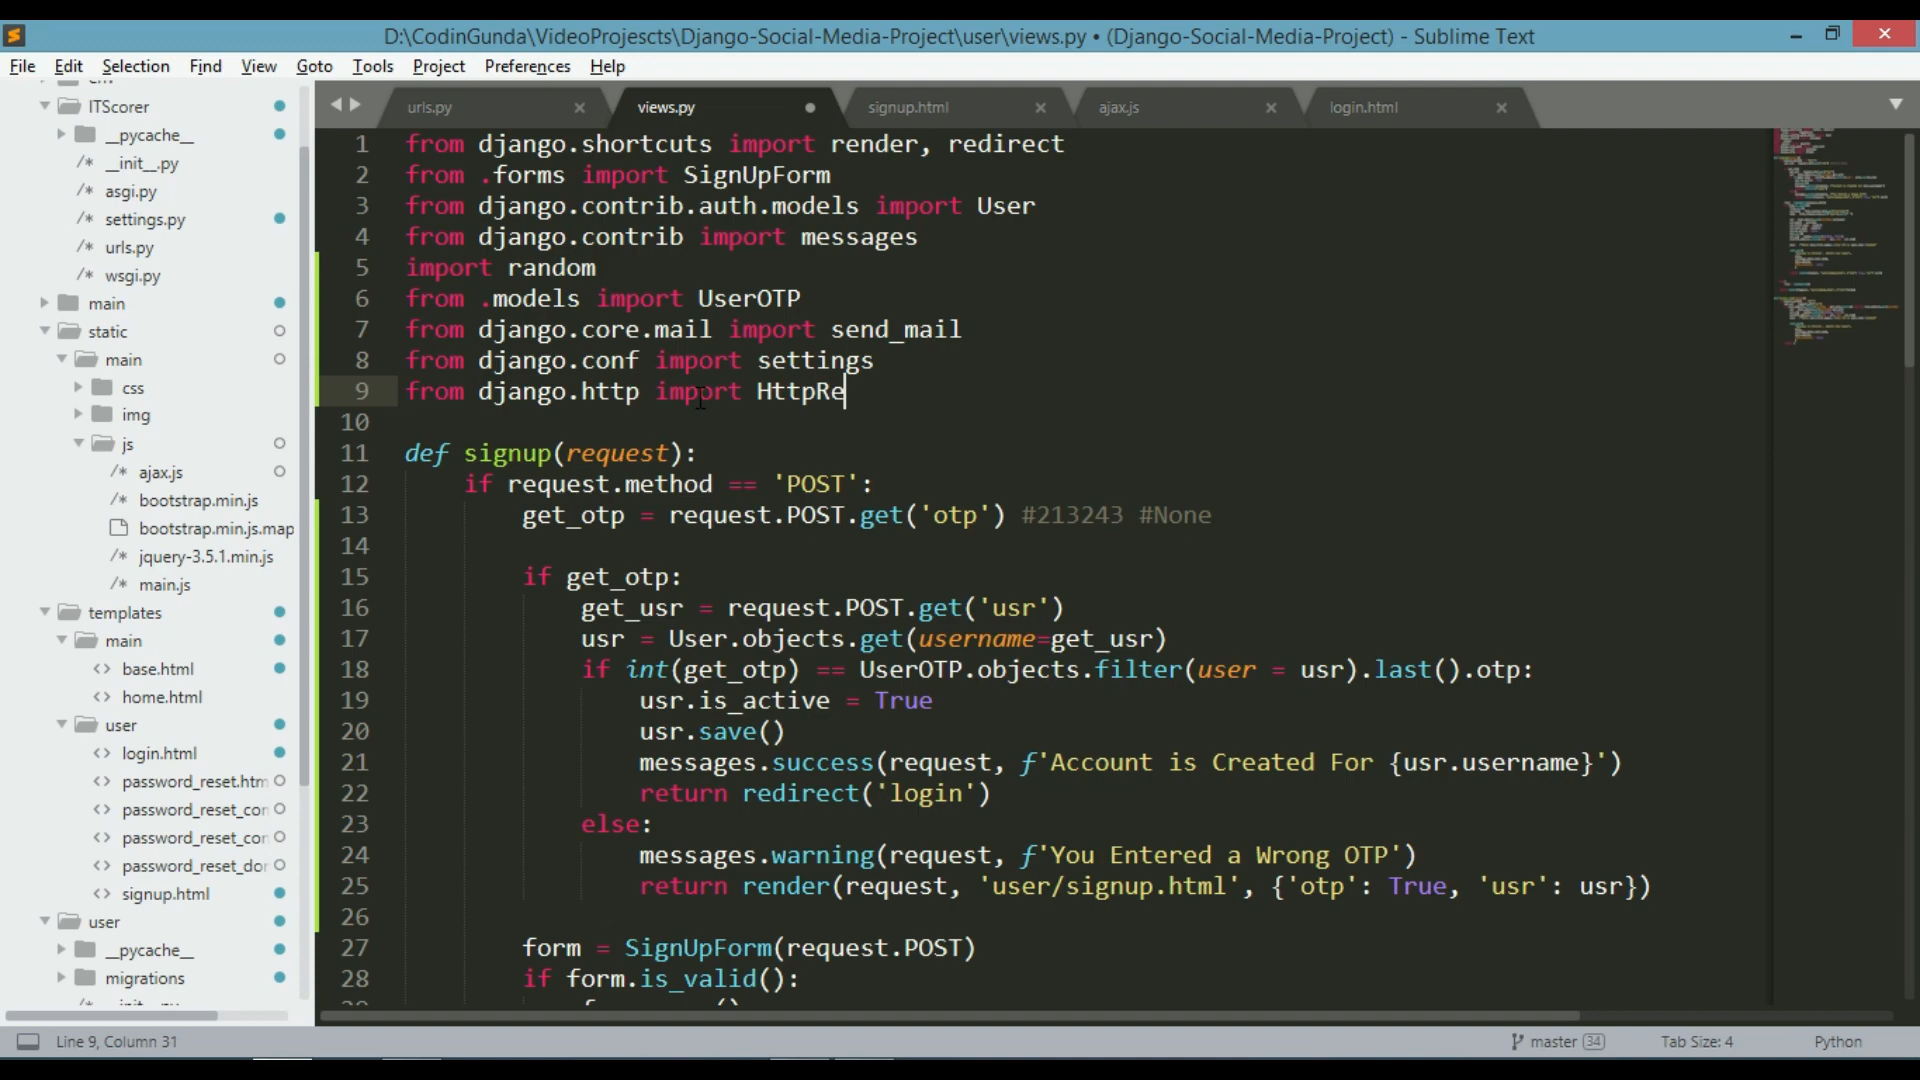 D:\CodinGunda\VideoProjescts\Django-Social-Media-Project\user\views.py • (Django-Social-Media-Project) - Sublime Text
File Edit Selection Find View Goto Tools Project Preferences Help
ITScorer
__pycache__
/* __init__.py
/* asgi.py
/* settings.py
/* urls.py
/* wsgi.py
main
static
main
css
img
js
/* ajax.js
/* bootstrap.min.js
bootstrap.min.js.map
/* jquery-3.5.1.min.js
/* main.js
templates
main
<> base.html
<> home.html
user
<> login.html
<> password_reset.htm
<> password_reset_con
<> password_reset_con
<> password_reset_dor
<> signup.html
user
__pycache__
migrations
urls.py views.py signup.html ajax.js login.html
1 from django.shortcuts import render, redirect
2 from .forms import SignUpForm
3 from django.contrib.auth.models import User
4 from django.contrib import messages
5 import random
6 from .models import UserOTP
7 from django.core.mail import send_mail
8 from django.conf import settings
9 from django.http import HttpRe
10
11 def signup(request):
12 if request.method == 'POST':
13 get_otp = request.POST.get('otp') #213243 #None
14
15 if get_otp:
16 get_usr = request.POST.get('usr')
17 usr = User.objects.get(username=get_usr)
18 if int(get_otp) == UserOTP.objects.filter(user = usr).last().otp:
19 usr.is_active = True
20 usr.save()
21 messages.success(request, f'Account is Created For {usr.username}')
22 return redirect('login')
23 else:
24 messages.warning(request, f'You Entered a Wrong OTP')
25 return render(request, 'user/signup.html', {'otp': True, 'usr': usr})
26
27 form = SignUpForm(request.POST)
28 if form.is_valid():
Line 9, Column 31
master 34
Tab Size: 4
Python